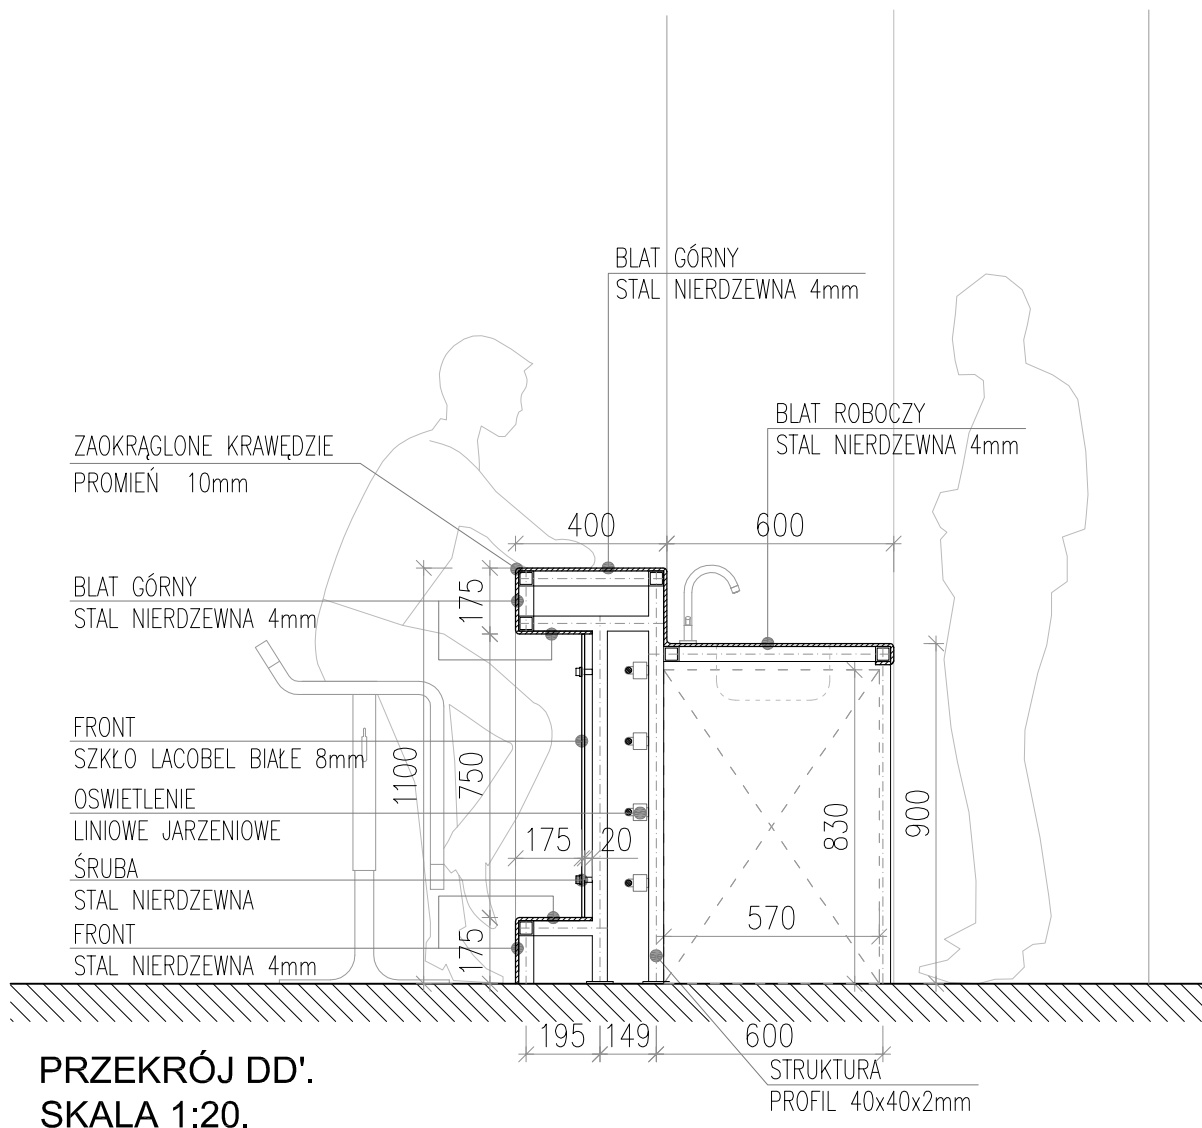 BLAT GÓRNY
STAL NIERDZEWNA 4mm
BLAT ROBOCZY
STAL NIERDZEWNA 4mm
ZAOKRĄGLONE KRAWĘDZIE
PROMIEŃ 10mm
400
600
BLAT GÓRNY
STAL NIERDZEWNA 4mm
175
FRONT
SZKŁO LACOBEL BIAŁE 8mm
1100
750
OSWIETLENIE
LINIOWE JARZENIOWE
175
20
830
900
ŚRUBA
STAL NIERDZEWNA
FRONT
STAL NIERDZEWNA 4mm
175
570
195
149
600
STRUKTURA
PROFIL 40x40x2mm
PRZEKRÓJ DD'.
SKALA 1:20.